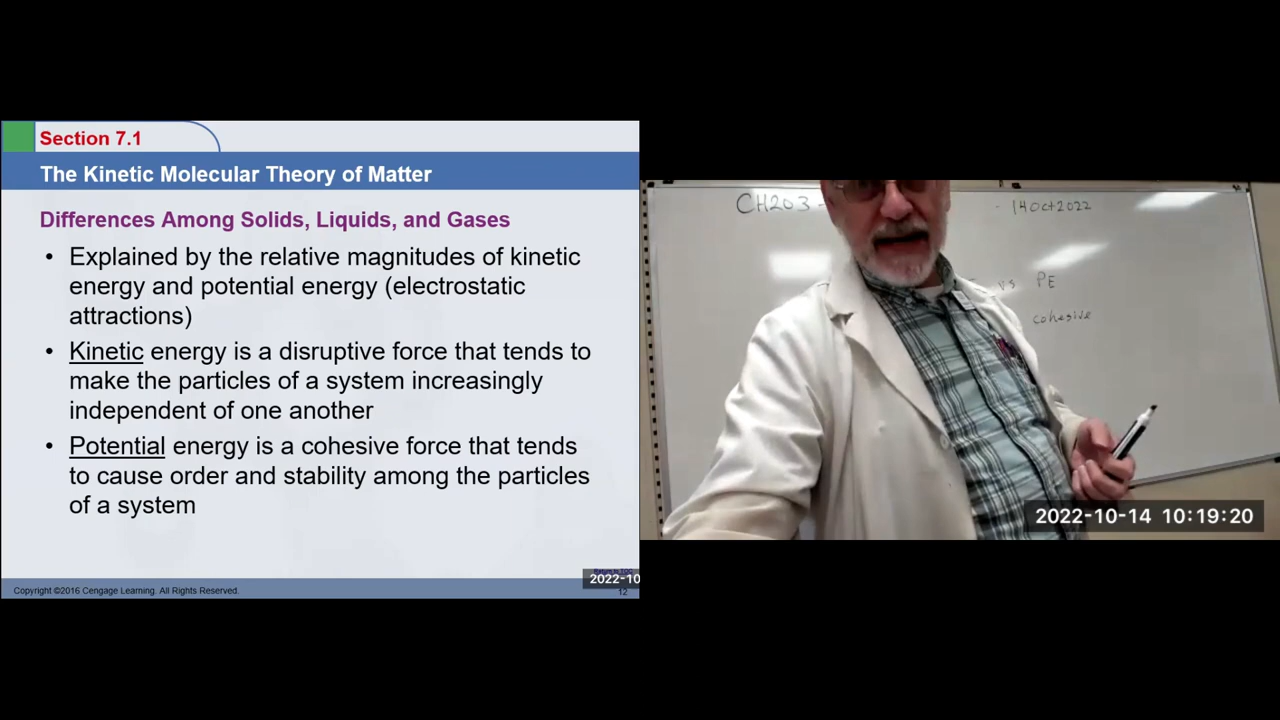 Section 7.1
The Kinetic Molecular Theory of Matter
Differences Among Solids, Liquids, and Gases
• Explained by the relative magnitudes of kinetic
energy and potential energy (electrostatic
attractions)
• Kinetic energy is a disruptive force that tends to
make the particles of a system increasingly
independent of one another
• Potential energy is a cohesive force that tends
to cause order and stability among the particles
of a system
2022-10
Copyright ©2016 Cengage Learning. All Rights Reserved.
12
CH203 - - 14Oct2022
vs PE
cohesive
2022-10-14 10:19:20